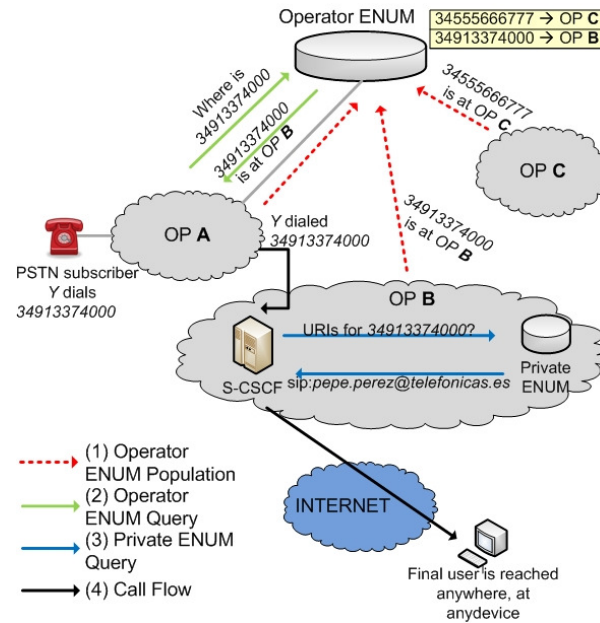 Operator ENUM
34555666777 → OP C
34913374000 → OP B
Where is
34913374000
34913374000
is at OP B
34555666777
is at OP C
OP C
34913374000
is at OP B
OP A
Y dialed
34913374000
PSTN subscriber
Y dials
34913374000
OP B
URIs for 34913374000?
S-CSCF
sip:pepe.perez@telefonicas.es
Private
ENUM
(1) Operator
ENUM Population
(2) Operator
ENUM Query
(3) Private ENUM
Query
(4) Call Flow
INTERNET
Final user is reached
anywhere, at
anydevice